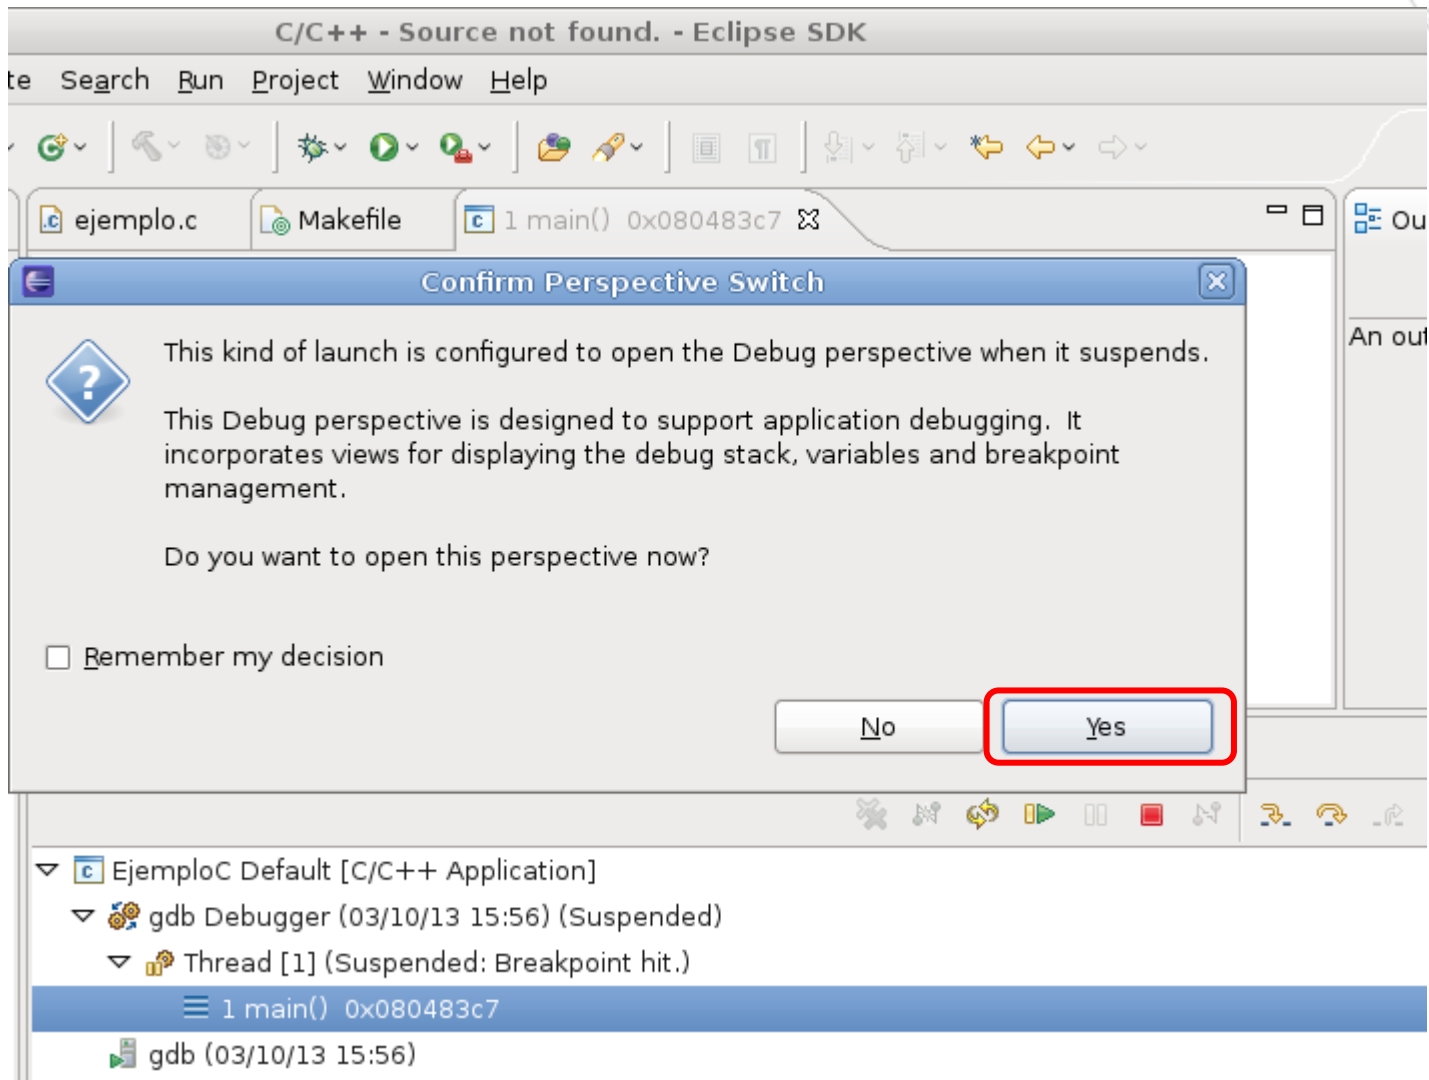 C/C++ - Source not found. - Eclipse SDK
te Search Run Project Window Help
ejemplo.c Makefile 1 main() 0x080483c7 Ou
Confirm Perspective Switch
An out
This kind of launch is configured to open the Debug perspective when it suspends.
This Debug perspective is designed to support application debugging. It
incorporates views for displaying the debug stack, variables and breakpoint
management.
Do you want to open this perspective now?
Remember my decision
No Yes
EjemploC Default [C/C++ Application]
gdb Debugger (03/10/13 15:56) (Suspended)
Thread [1] (Suspended: Breakpoint hit.)
1 main() 0x080483c7
gdb (03/10/13 15:56)